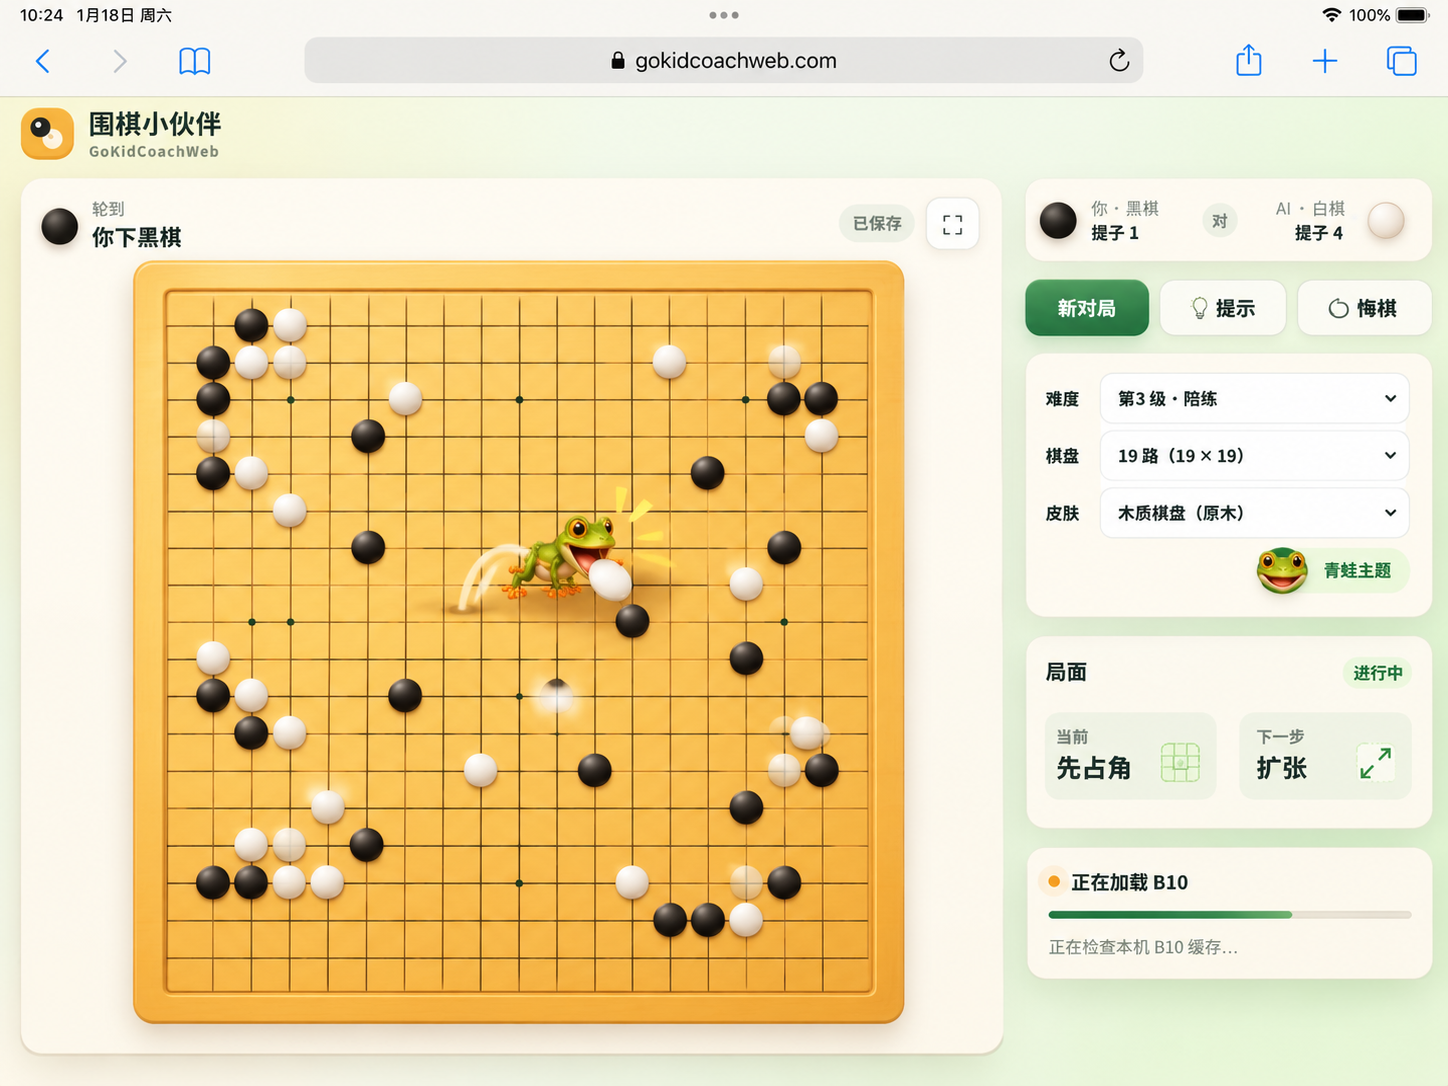 10:24 1月18日 周六
100%
gokidcoachweb.com
围棋小伙伴
GoKidCoachWeb
轮到
你下黑棋
已保存
你 · 黑棋
提子 1
对
AI · 白棋
提子 4
新对局
提示
悔棋
难度
第3 级 · 陪练
棋盘
19 路（19 × 19）
皮肤
木质棋盘（原木）
青蛙主题
局面
进行中
当前
先占角
下一步
扩张
正在加载 B10
正在检查本机 B10 缓存...